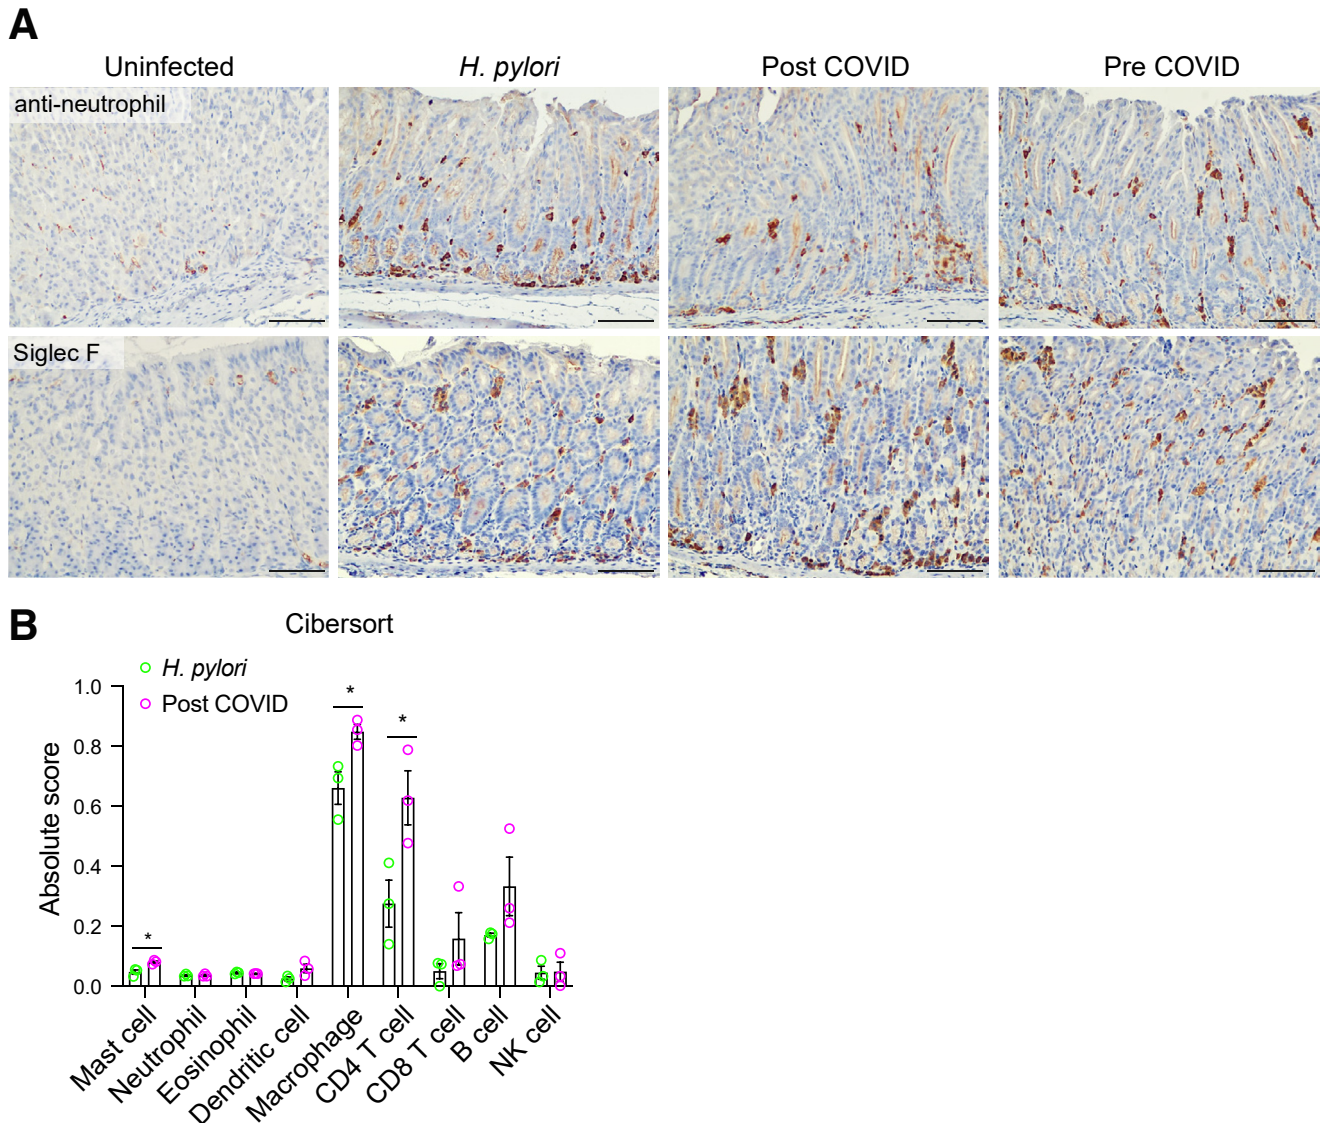 A
Uninfected
H. pylori
Post COVID
Pre COVID
anti-neutrophil
Siglec F
B
Cibersort
H. pylori
Post COVID
Absolute score
1.0
0.8
0.6
0.4
0.2
0.0
*
*
*
Mast cell
Neutrophil
Eosinophil
Dendritic cell
Macrophage
CD4 T cell
CD8 T cell
B cell
NK cell